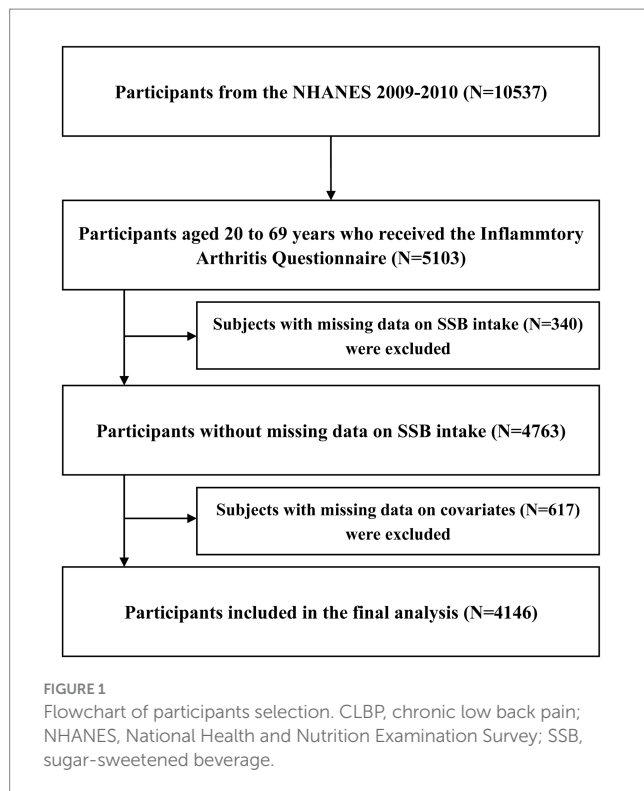 Participants from the NHANES 2009-2010 (N=10537)
Participants aged 20 to 69 years who received the Inflammtory
Arthritis Questionnaire (N=5103)
Subjects with missing data on SSB intake (N=340)
were excluded
Participants without missing data on SSB intake (N=4763)
Subjects with missing data on covariates (N=617)
were excluded
Participants included in the final analysis (N=4146)
FIGURE 1
Flowchart of participants selection. CLBP, chronic low back pain;
NHANES, National Health and Nutrition Examination Survey; SSB,
sugar-sweetened beverage.